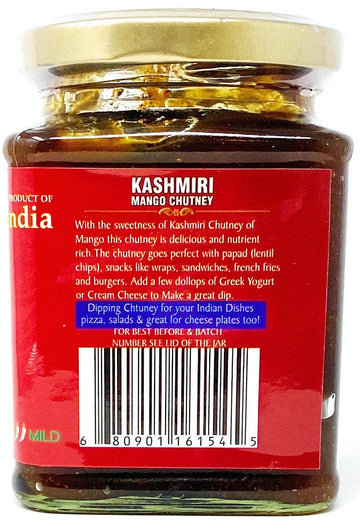 KASHMIRI
MANGO CHUTNEY
PRODUCT OF
ndia
With the sweetness of Kashmiri Chutney of
Mango this chutney is delicious and nutrient
rich.The chutney goes perfect with papad (lentil
chips), snacks like wraps, sandwiches, french fries
and burgers. Add a few dollops of Greek Yogurt
or Cream Cheese to Make a great dip.
Dipping Chtuney for your Indian Dishes
pizza, salads & great for cheese plates too!
FOR BEST BEFORE & BATCH
NUMBER SEE LID OF THE JAR
MILD
6 80901 16154 5